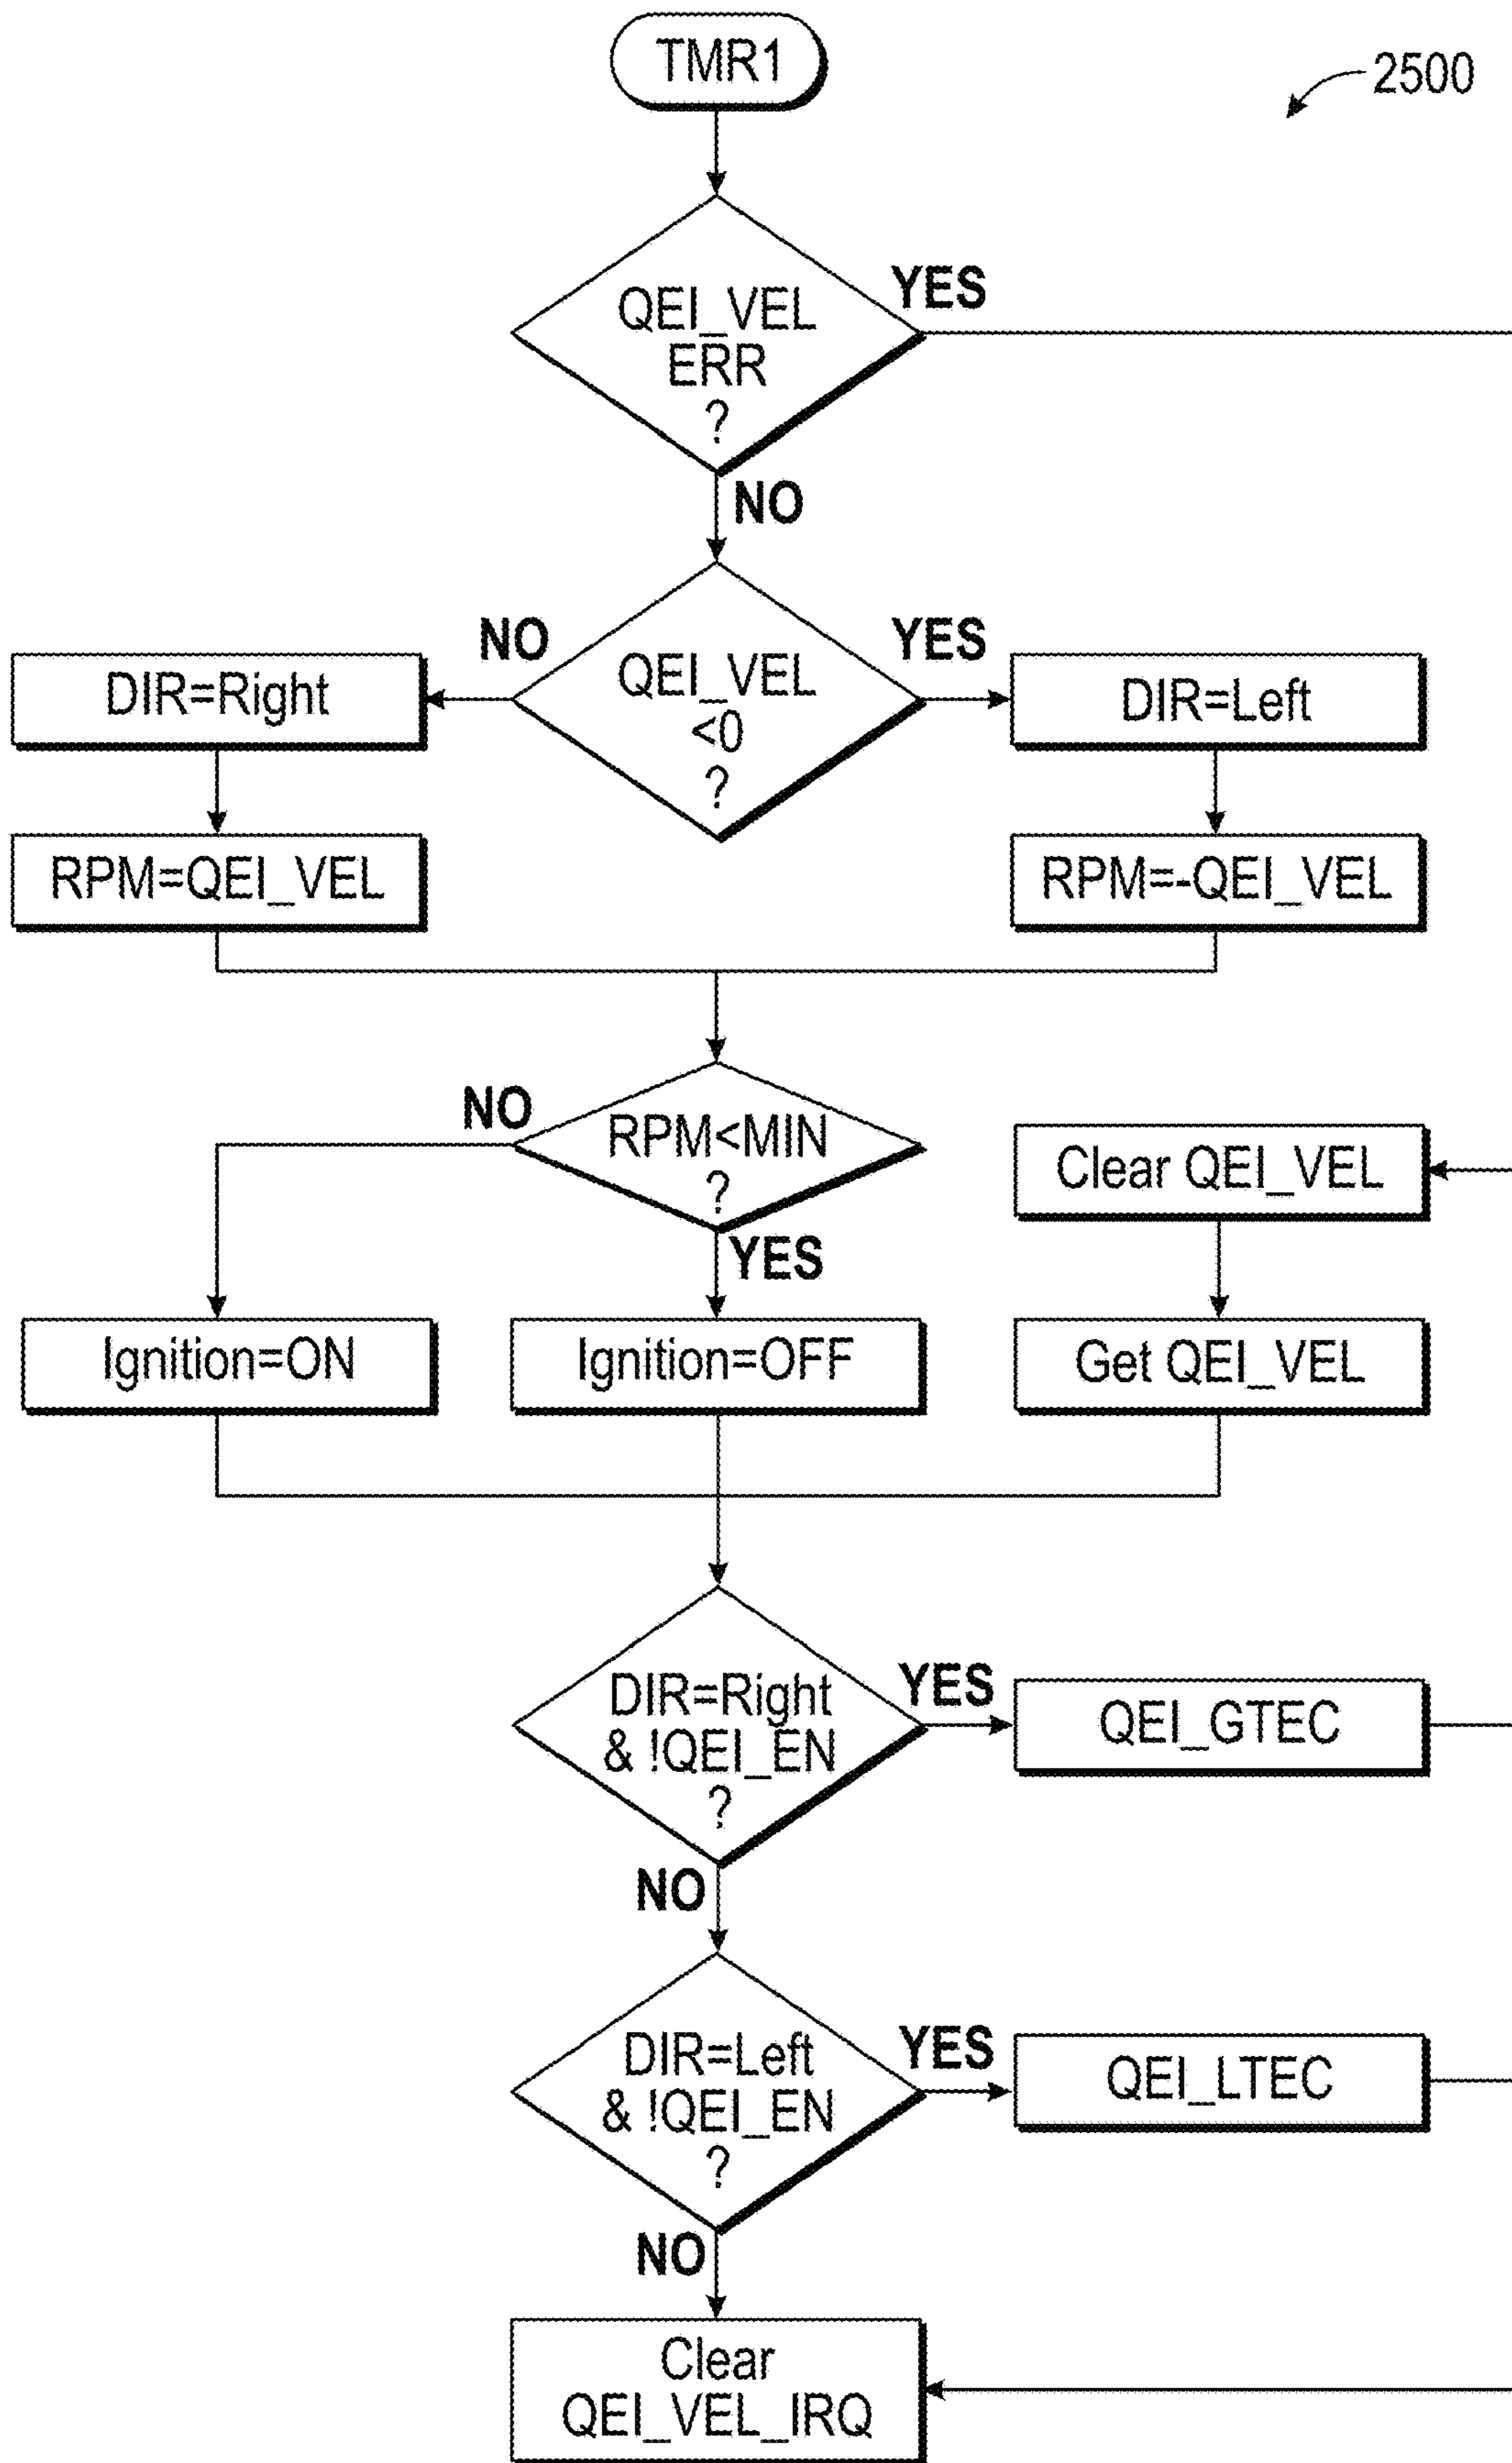 TMR1
2500
QEI_VEL
ERR
?
YES
NO
QEI_VEL
<0
?
NO
YES
DIR=Right
DIR=Left
RPM=QEI_VEL
RPM=-QEI_VEL
RPM<MIN
?
NO
YES
Clear QEI_VEL
Ignition=ON
Ignition=OFF
Get QEI_VEL
DIR=Right
& !QEI_EN
?
YES
QEI_GTEC
NO
DIR=Left
& !QEI_EN
?
YES
QEI_LTEC
NO
Clear
QEI_VEL_IRQ